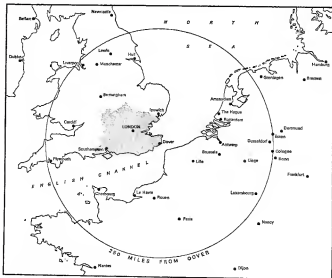 Newcastle
Belfast
NORTH
SEA
Leeds
Hull
Dublin
Liverpool
Manchester
Hamburg
Groningen
Bremen
Birmingham
Amsterdam
Ipswich
The Hague
Rotterdam
Cardiff
LONDON
Dortmund
Dusseldorf
Essen
Southampton
Dover
Antwerp
Cologne
Brussels
Bonn
Plymouth
Lille
Liege
Frankfurt
ENGLISH CHANNEL
Cherbourg
Le Havre
Rouen
Luxembourg
Paris
Nancy
250 MILES FROM DOVER
Nantes
Dijon